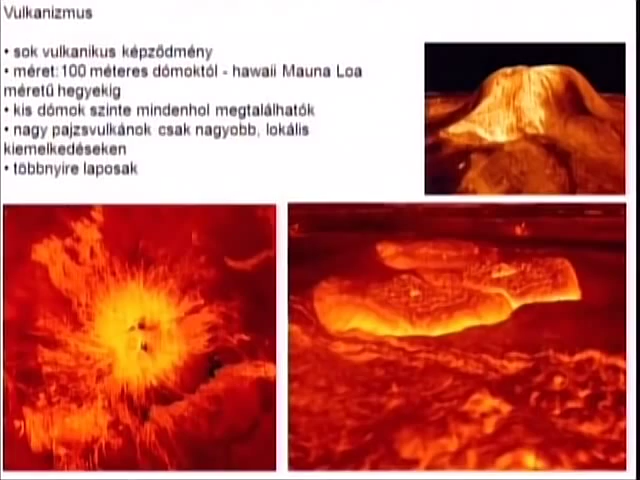 Vulkanizmus
• sok vulkanikus képződmény
• méret: 100 méteres dómoktól - hawaii Mauna Loa
méretű hegyekig
• kis dómok szinte mindenhol megtalálhatók
• nagy pajzsvulkánok csak nagyobb, lokális
kiemelkedéseken
• többnyire laposak